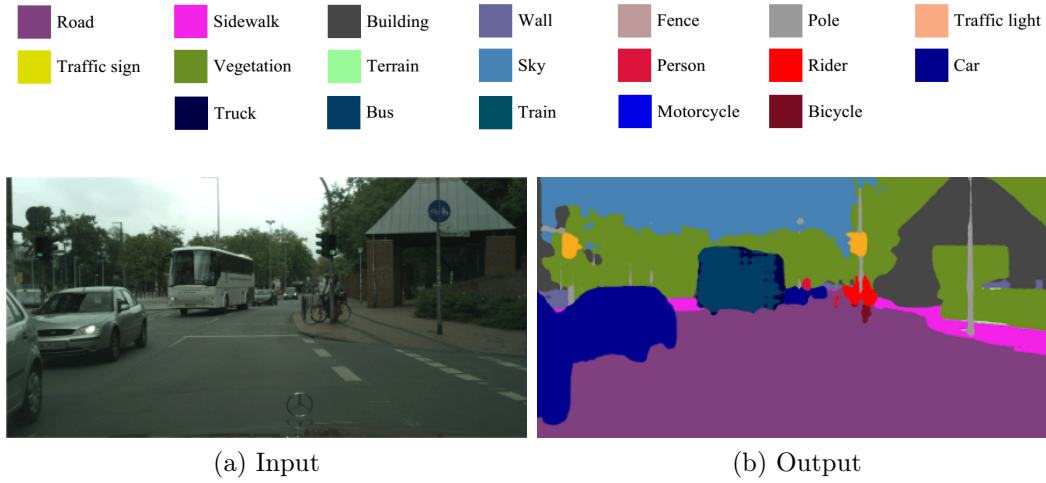 Road Sidewalk Building Wall Fence Pole Traffic light
Traffic sign Vegetation Terrain Sky Person Rider Car
Truck Bus Train Motorcycle Bicycle
(a) Input (b) Output